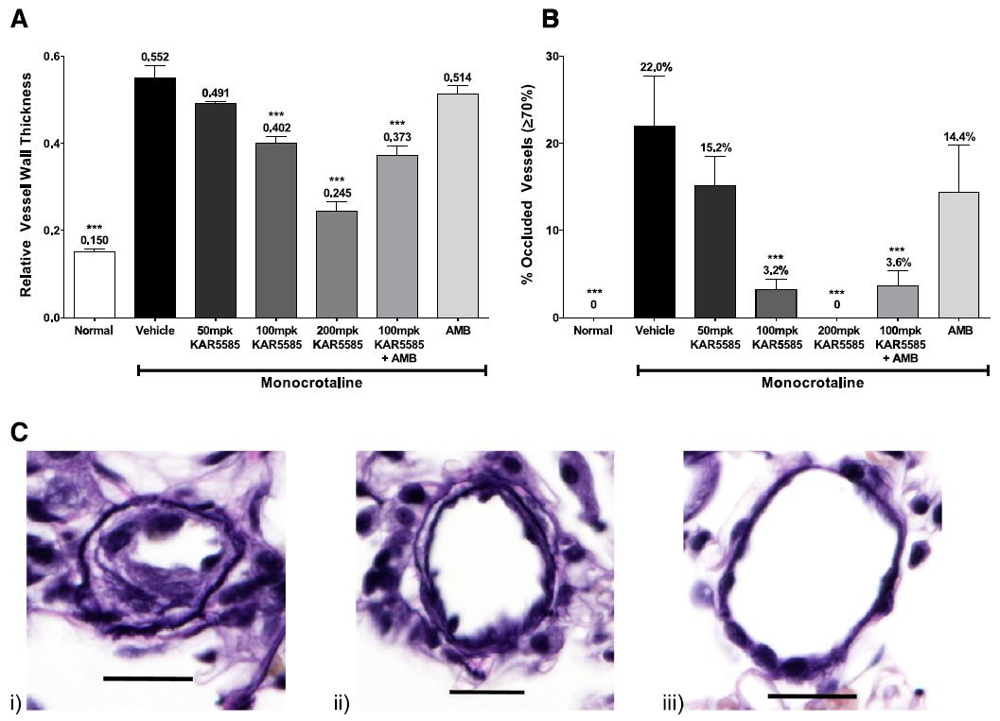 A
Relative Vessel Wall Thickness
0.6
0.4
0.2
0.0
***
0.150
0.552
0.491
***
0.402
***
0.245
***
0.373
0.514
Normal
Vehicle
50mpk
KAR5585
100mpk
KAR5585
200mpk
KAR5585
100mpk
KAR5585
+ AMB
AMB
Monocrotaline
B
% Occluded Vessels (≥70%)
30
20
10
0
***
0
22.0%
15.2%
***
3.2%
***
0
***
3.6%
14.4%
Normal
Vehicle
50mpk
KAR5585
100mpk
KAR5585
200mpk
KAR5585
100mpk
KAR5585
+ AMB
AMB
Monocrotaline
C
i)
ii)
iii)